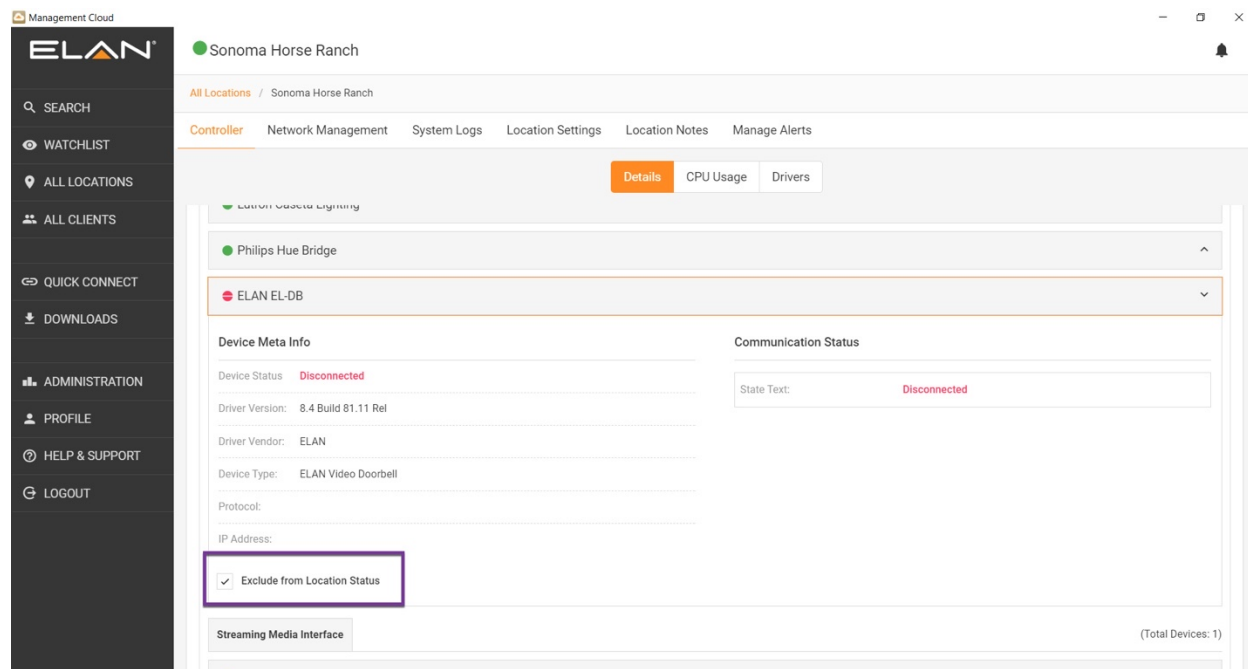 Management Cloud
ELAN
Sonoma Horse Ranch
All Locations / Sonoma Horse Ranch
SEARCH
WATCHLIST
ALL LOCATIONS
ALL CLIENTS
QUICK CONNECT
DOWNLOADS
ADMINISTRATION
PROFILE
HELP & SUPPORT
LOGOUT
Controller Network Management System Logs Location Settings Location Notes Manage Alerts
Details CPU Usage Drivers
Lutron Caseta Lighting
Philips Hue Bridge
ELAN EL-DB
Device Meta Info
Device Status Disconnected
Driver Version: 8.4 Build 81.11 Rel
Driver Vendor: ELAN
Device Type: ELAN Video Doorbell
Protocol:
IP Address:
Exclude from Location Status
Communication Status
State Text: Disconnected
Streaming Media Interface (Total Devices: 1)